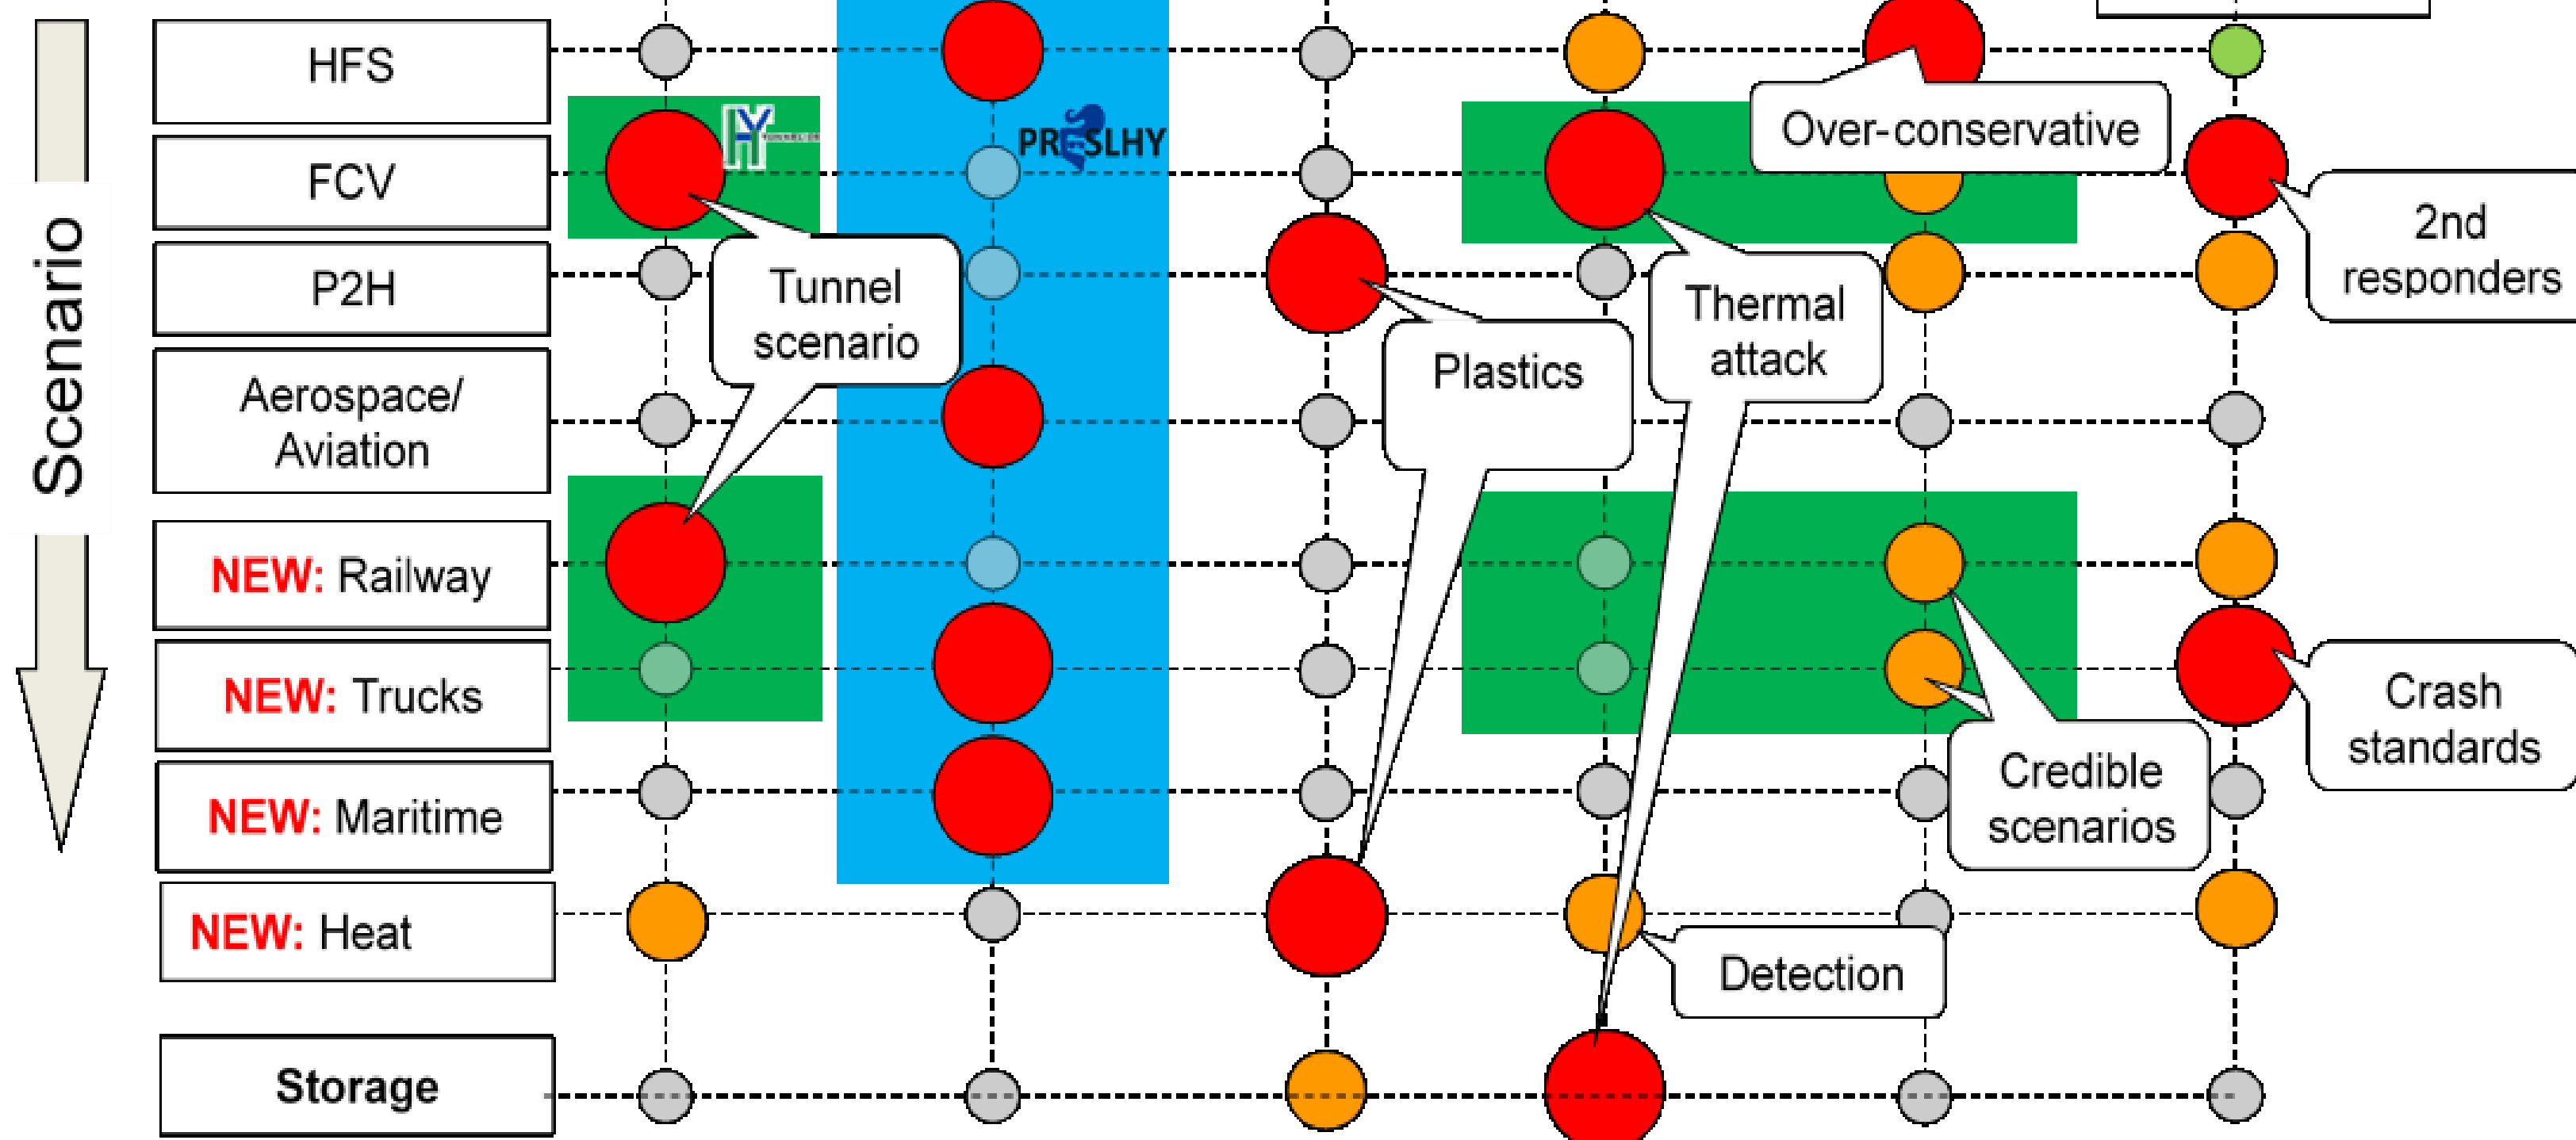 Scenario
HFS
FCV
P2H
Aerospace/
Aviation
NEW: Railway
NEW: Trucks
NEW: Maritime
NEW: Heat
Storage
HY
PRESLHY
Over-conservative
Tunnel
scenario
Plastics
Thermal
attack
2nd
responders
Credible
scenarios
Crash
standards
Detection